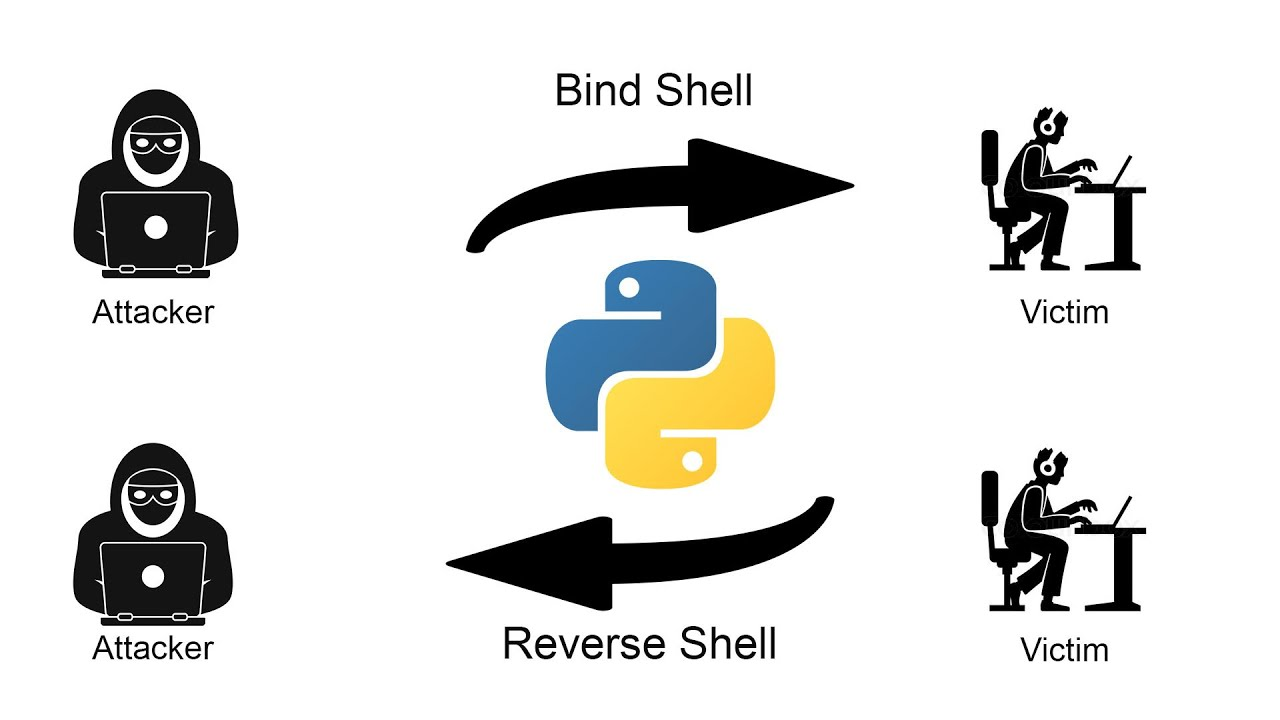 Bind Shell
Attacker
Victim
Attacker
Reverse Shell
Victim